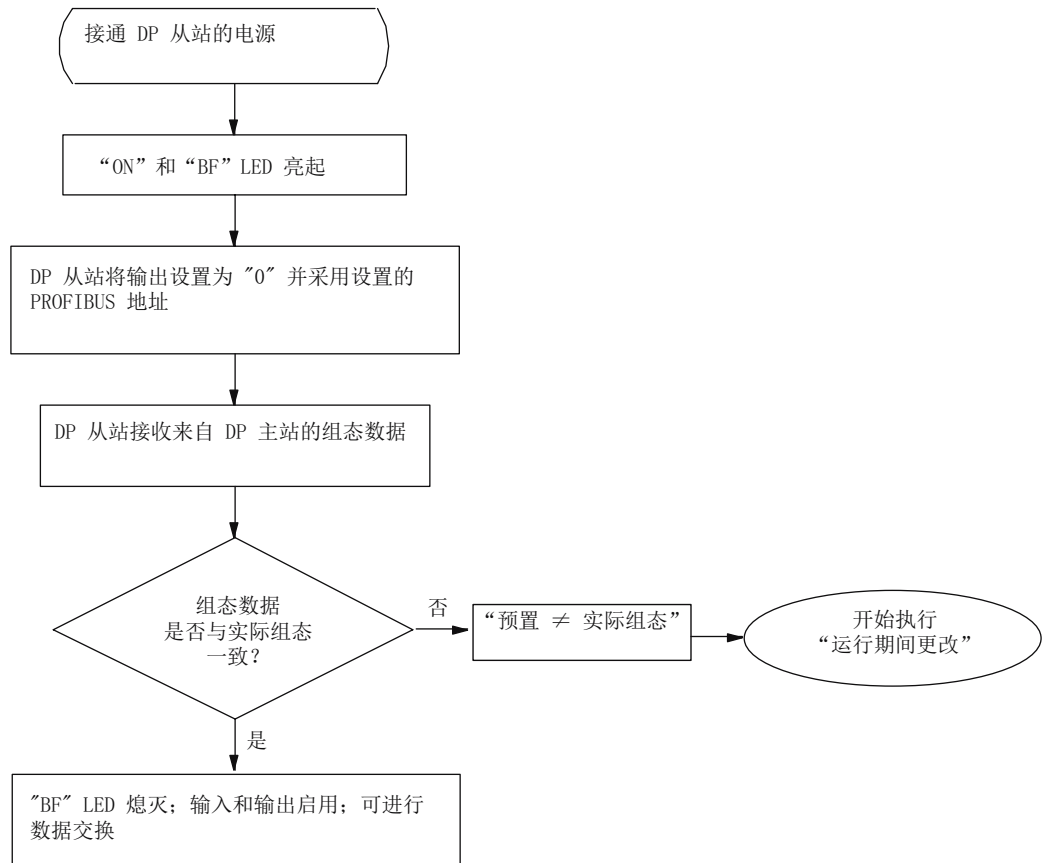 接通 DP 从站的电源
“ON”和“BF”LED 亮起
DP 从站将输出设置为 "0" 并采用设置的
PROFIBUS 地址
DP 从站接收来自 DP 主站的组态数据
组态数据
是否与实际组态
一致？
否
“预置 ≠ 实际组态”
开始执行
“运行期间更改”
是
"BF" LED 熄灭；输入和输出启用；可进行
数据交换